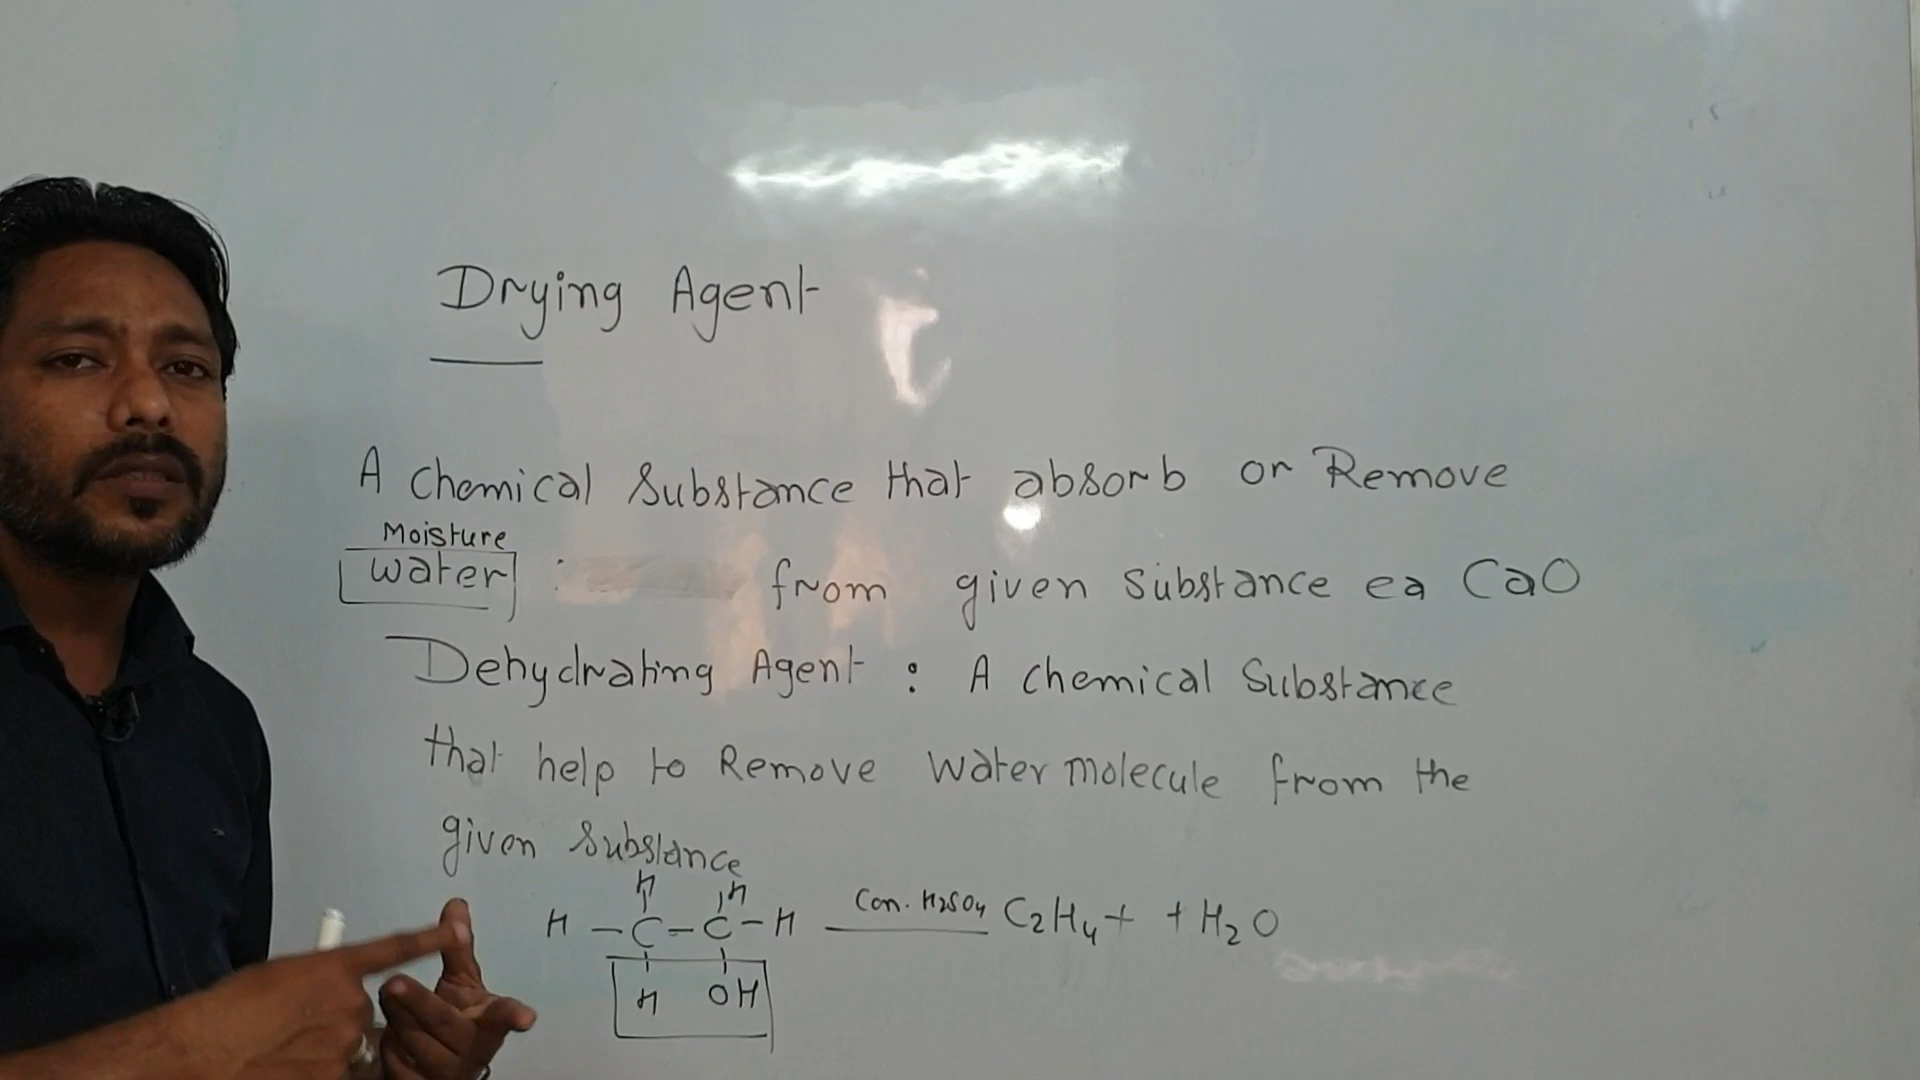 Drying Agent
A chemical substance that absorb or Remove
Moisture
water : from given substance eg CaO
Dehydrating Agent : A chemical substance
that help to Remove water molecule from the
given substance
H H
H - C - C - H Con. H2SO4 C2H4 + + H2O
H OH